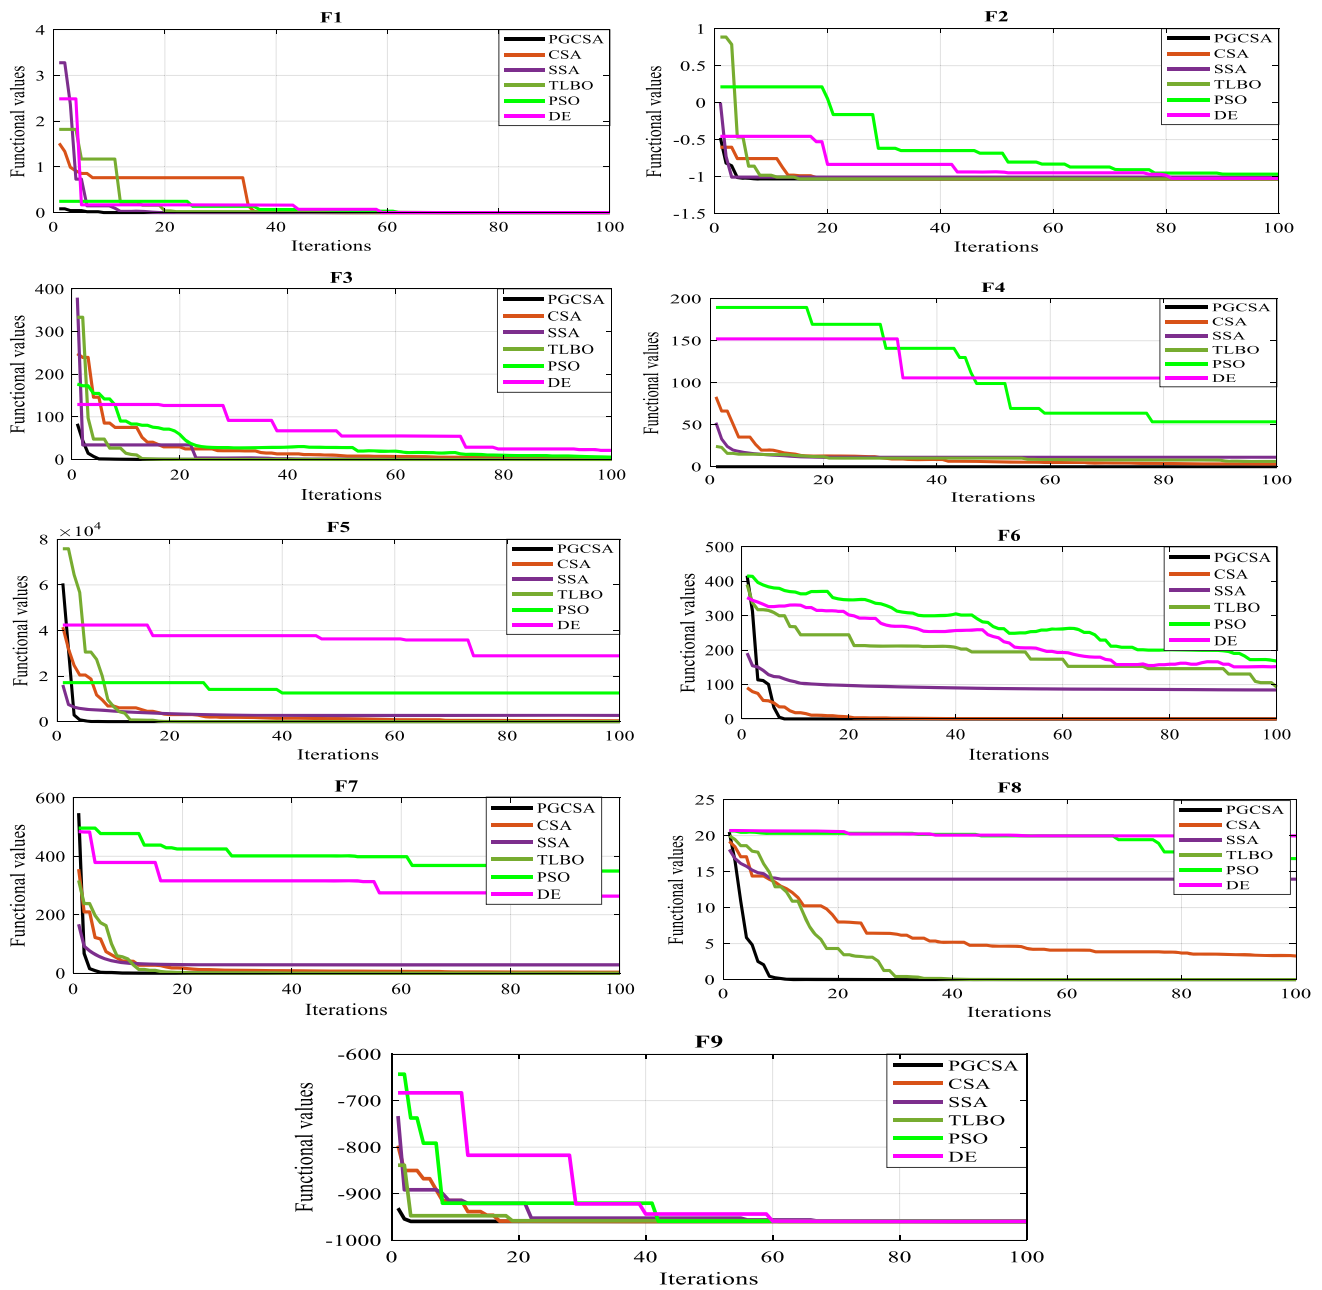 F1
Functional values
4
3
2
1
0
0 20 40 60 80 100
Iterations
PGCSA
CSA
SSA
TLBO
PSO
DE
F2
Functional values
1
0.5
0
-0.5
-1
-1.5
0 20 40 60 80 100
Iterations
PGCSA
CSA
SSA
TLBO
PSO
DE
F3
Functional values
400
300
200
100
0
0 20 40 60 80 100
Iterations
PGCSA
CSA
SSA
TLBO
PSO
DE
F4
Functional values
200
150
100
50
0
0 20 40 60 80 100
Iterations
PGCSA
CSA
SSA
TLBO
PSO
DE
F5
×10^4
Functional values
8
6
4
2
0
0 20 40 60 80 100
Iterations
PGCSA
CSA
SSA
TLBO
PSO
DE
F6
Functional values
500
400
300
200
100
0
0 20 40 60 80 100
Iterations
PGCSA
CSA
SSA
TLBO
PSO
DE
F7
Functional values
600
400
200
0
0 20 40 60 80 100
Iterations
PGCSA
CSA
SSA
TLBO
PSO
DE
F8
Functional values
25
20
15
10
5
0
0 20 40 60 80 100
Iterations
PGCSA
CSA
SSA
TLBO
PSO
DE
F9
Functional values
-600
-700
-800
-900
-1000
0 20 40 60 80 100
Iterations
PGCSA
CSA
SSA
TLBO
PSO
DE